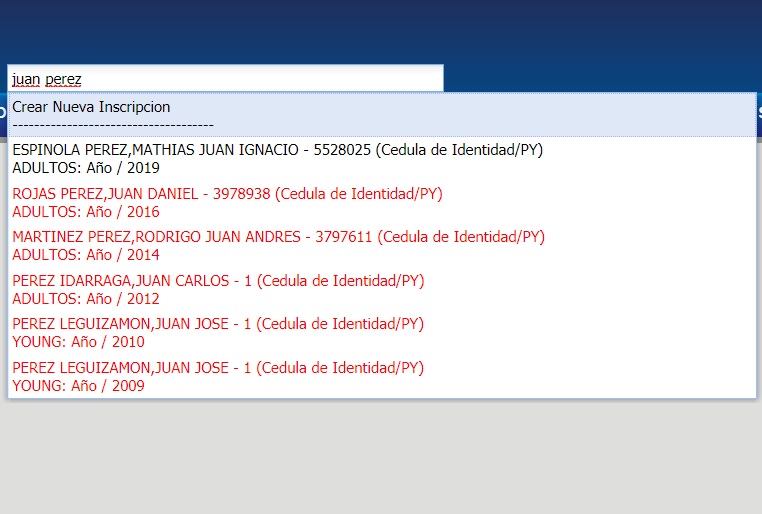 juan perez
Crear Nueva Inscripcion
-------------------------------------
ESPINOLA PEREZ,MATHIAS JUAN IGNACIO - 5528025 (Cedula de Identidad/PY)
ADULTOS: Año / 2019
ROJAS PEREZ,JUAN DANIEL - 3978938 (Cedula de Identidad/PY)
ADULTOS: Año / 2016
MARTINEZ PEREZ,RODRIGO JUAN ANDRES - 3797611 (Cedula de Identidad/PY)
ADULTOS: Año / 2014
PEREZ IDARRAGA,JUAN CARLOS - 1 (Cedula de Identidad/PY)
ADULTOS: Año / 2012
PEREZ LEGUIZAMON,JUAN JOSE - 1 (Cedula de Identidad/PY)
YOUNG: Año / 2010
PEREZ LEGUIZAMON,JUAN JOSE - 1 (Cedula de Identidad/PY)
YOUNG: Año / 2009